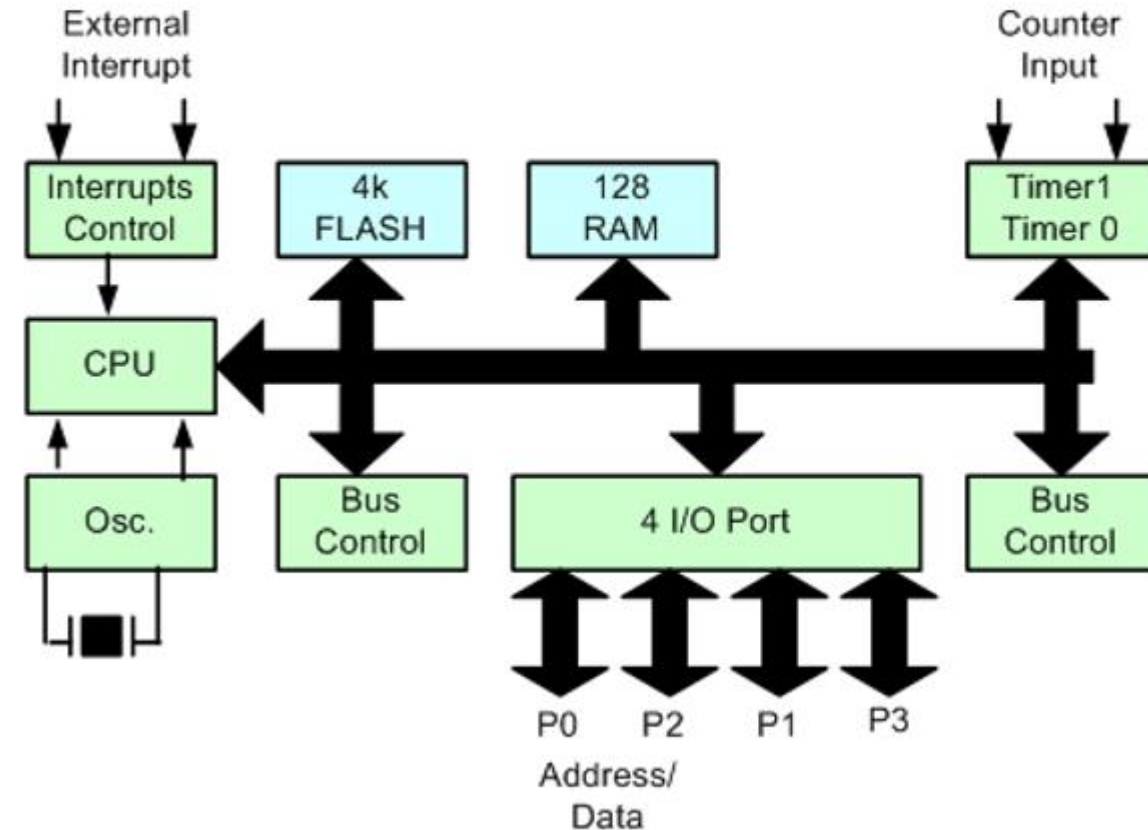 External
Interrupt
Counter
Input
Interrupts
Control
4k
FLASH
128
RAM
Timer1
Timer 0
CPU
Osc.
Bus
Control
4 I/O Port
Bus
Control
P0
P2
P1
P3
Address/
Data